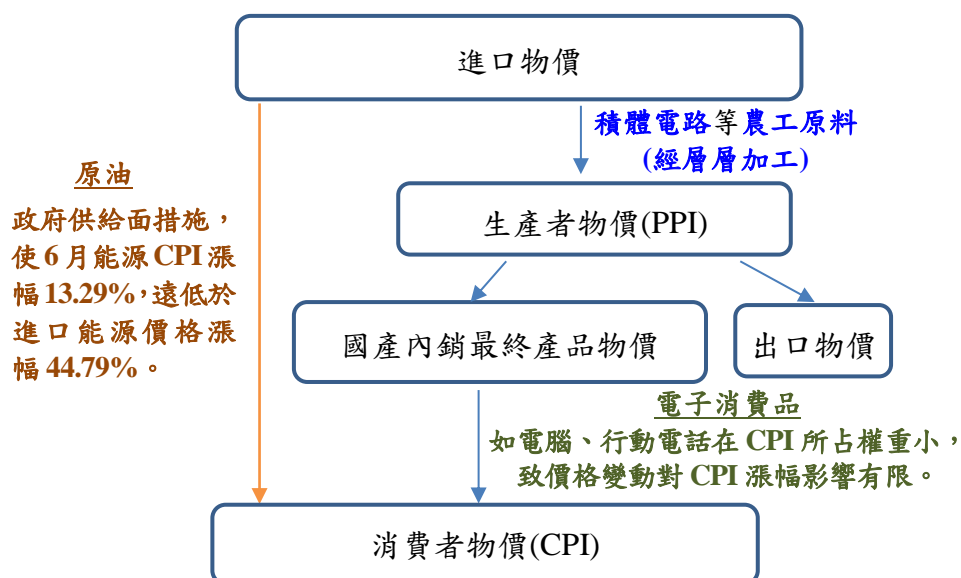 進口物價
積體電路等農工原料
(經層層加工)
原油
政府供給面措施，
使6月能源CPI漲
幅13.29%，遠低於
進口能源價格漲
幅44.79%。
生產者物價(PPI)
國產內銷最終產品物價
出口物價
電子消費品
如電腦、行動電話在CPI所占權重小，
致價格變動對CPI漲幅影響有限。
消費者物價(CPI)